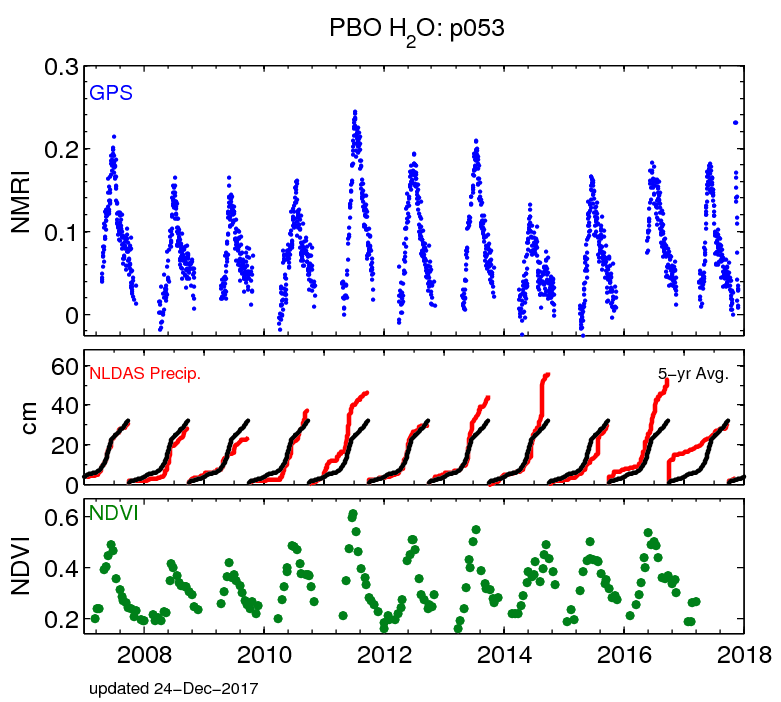 PBO H2O: p053
0.3
GPS
0.2
NMRI
0.1
0
60
NLDAS Precip.
5-yr Avg.
40
cm
20
0
0.6
NDVI
NDVI
0.4
0.2
2008 2010 2012 2014 2016 2018
updated 24-Dec-2017